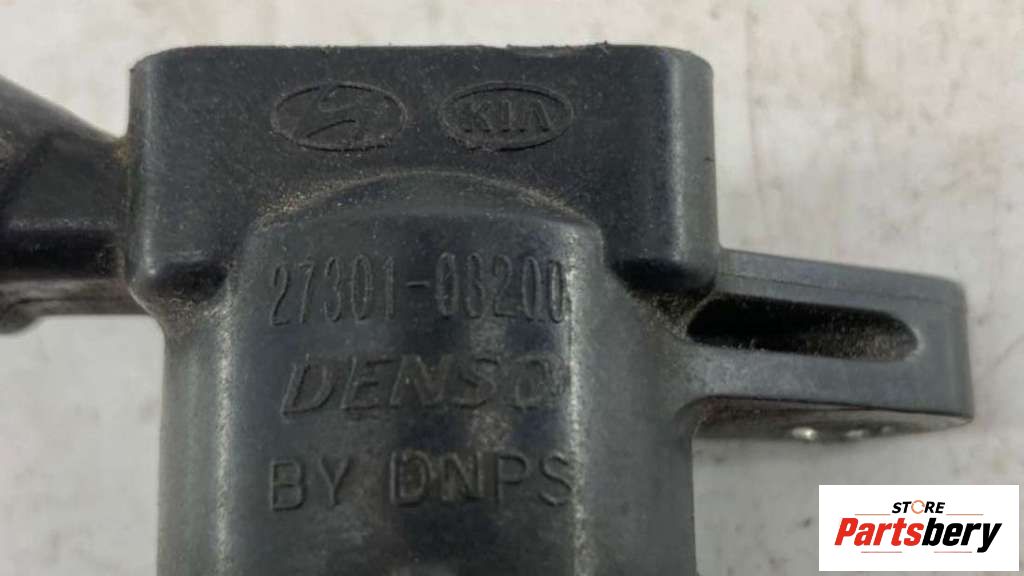 KIA
27301-03200
DENSO
BY DNPS
STORE
Partsbery